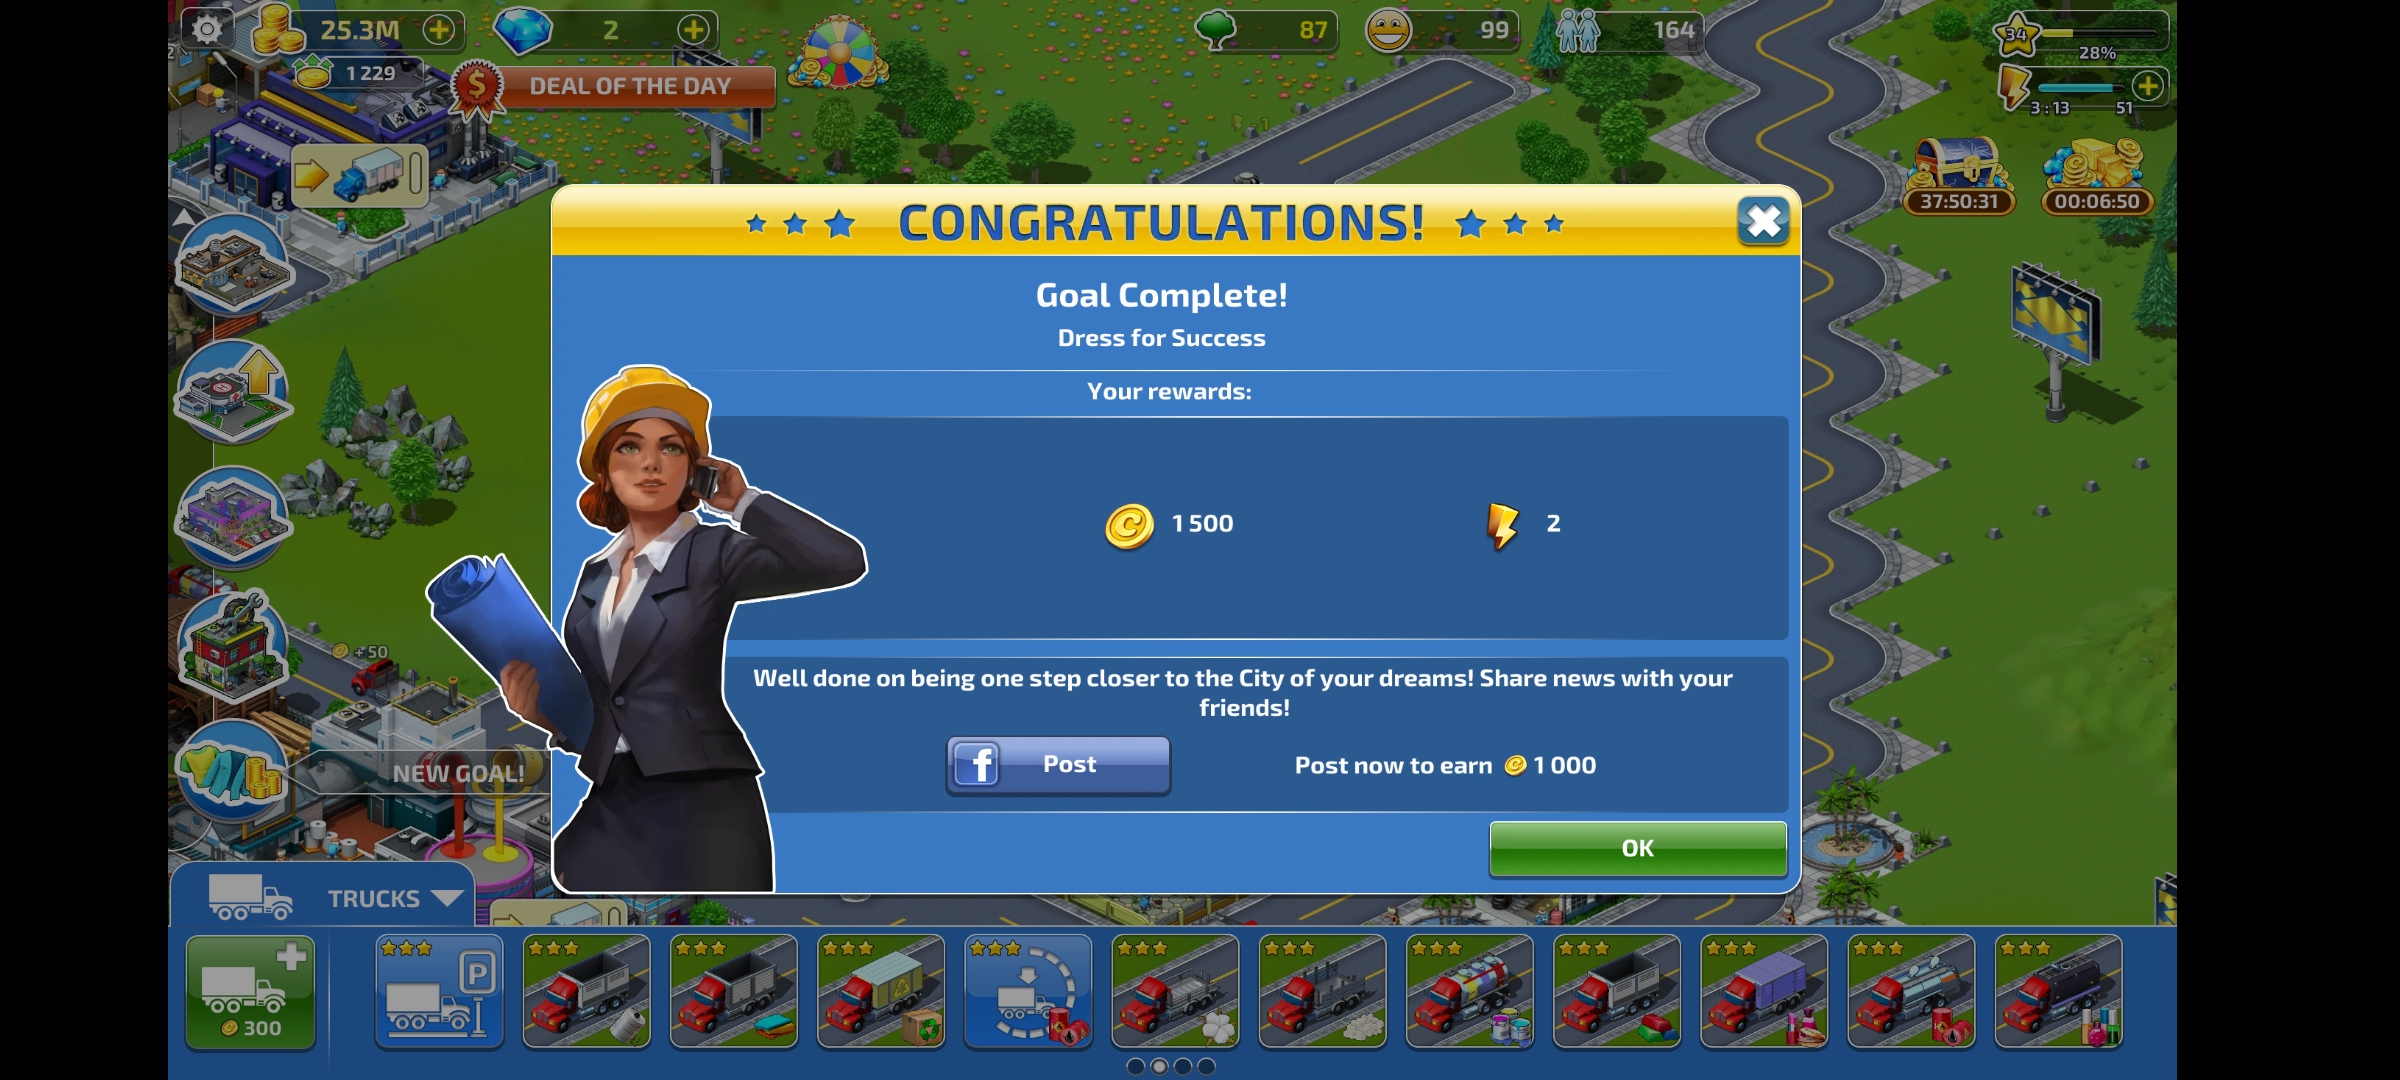 25.3M
2
87
99
164
34
28%
1 229
DEAL OF THE DAY
3:13
51
37:50:31
00:06:50
CONGRATULATIONS!
Goal Complete!
Dress for Success
Your rewards:
1 500
2
+50
Well done on being one step closer to the City of your dreams! Share news with your
friends!
NEW GOAL!
f Post
Post now to earn 1 000
OK
TRUCKS
P
300